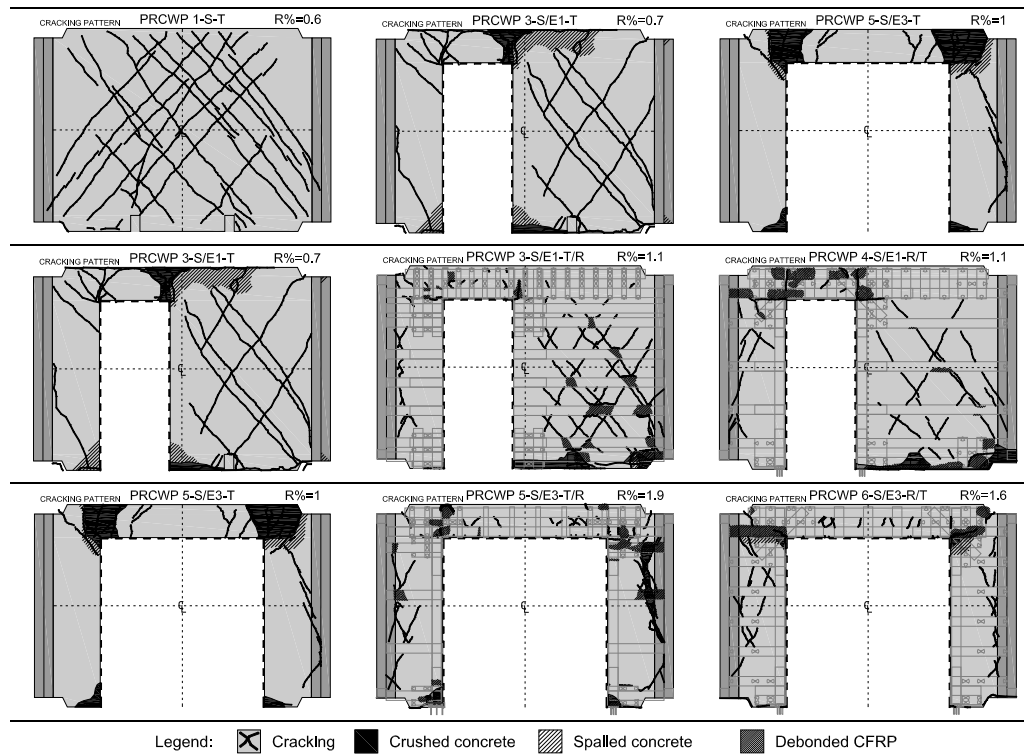 CRACKING PATTERN PRCWP 1-S-T R%=0.6
CRACKING PATTERN PRCWP 3-S/E1-T R%=0.7
CRACKING PATTERN PRCWP 5-S/E3-T R%=1
CRACKING PATTERN PRCWP 3-S/E1-T R%=0.7
CRACKING PATTERN PRCWP 3-S/E1-T/R R%=1.1
CRACKING PATTERN PRCWP 4-S/E1-R/T R%=1.1
CRACKING PATTERN PRCWP 5-S/E3-T R%=1
CRACKING PATTERN PRCWP 5-S/E3-T/R R%=1.9
CRACKING PATTERN PRCWP 6-S/E3-R/T R%=1.6
Legend: Cracking Crushed concrete Spalled concrete Debonded CFRP